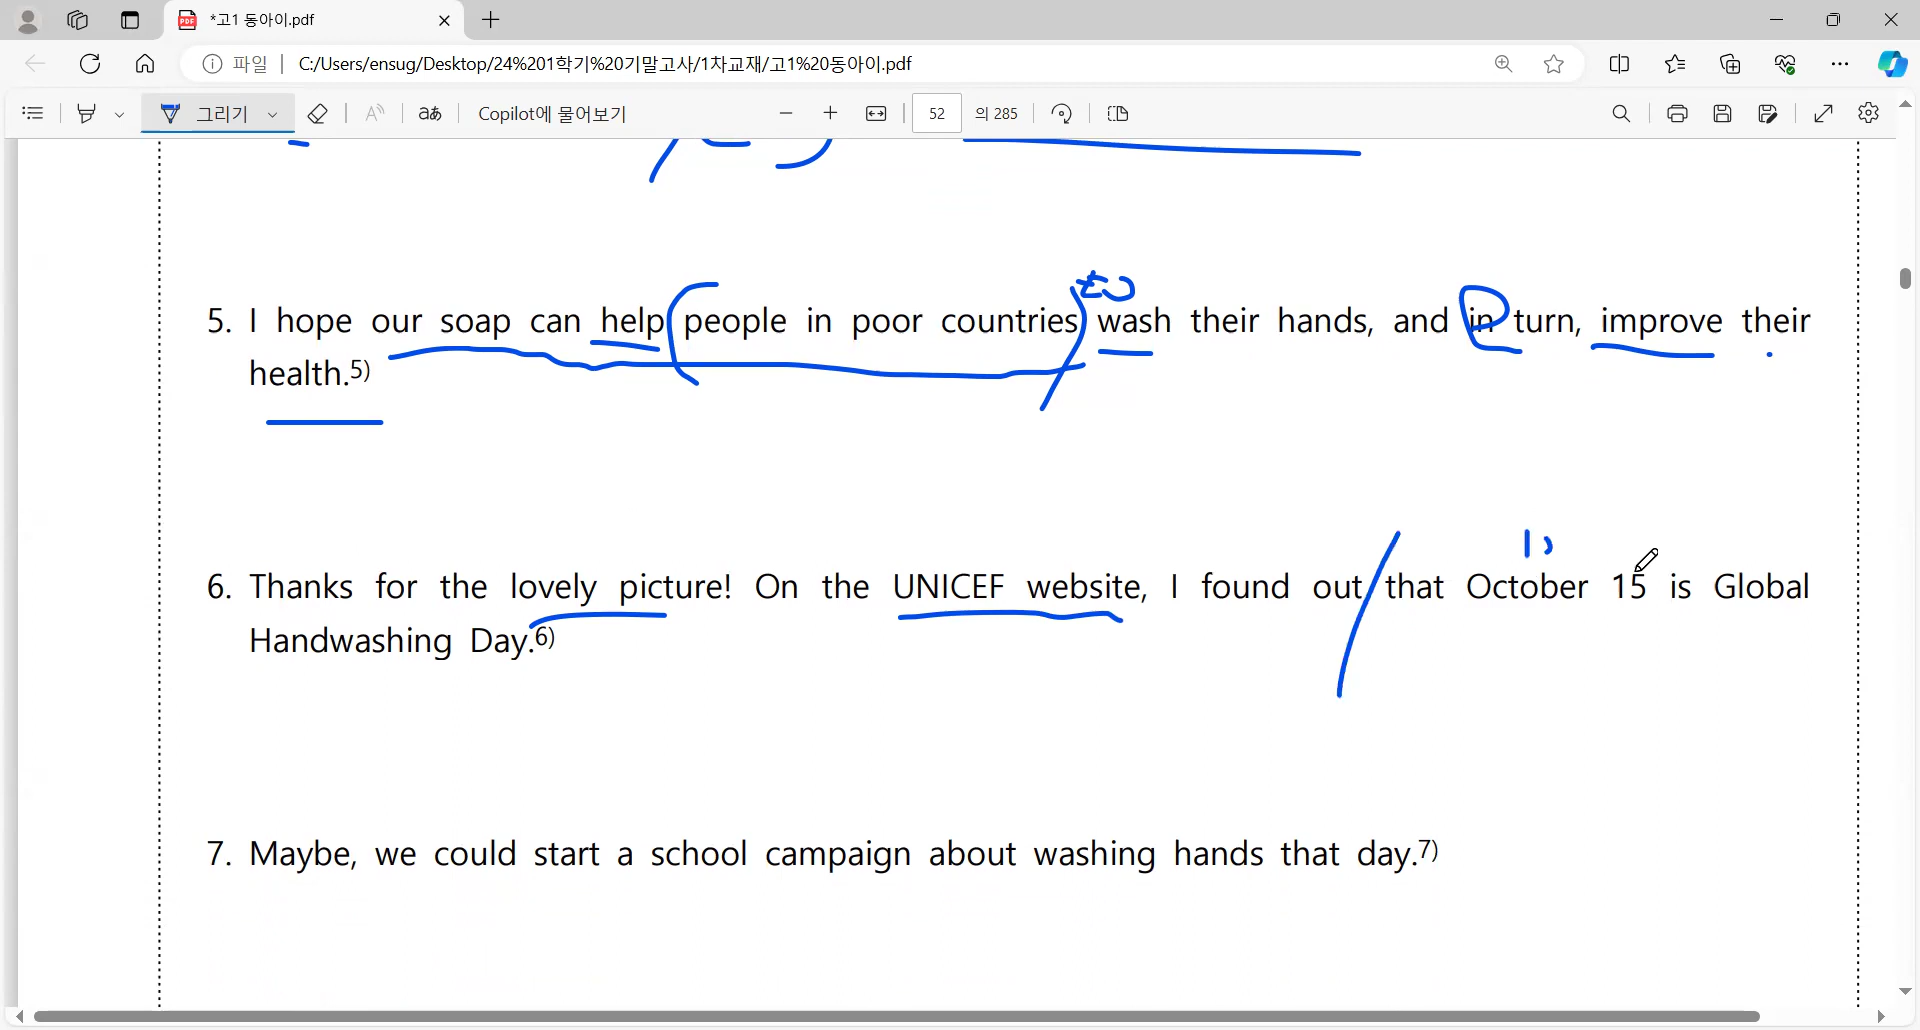 *고1 동아이.pdf
파일 | C:/Users/ensug/Desktop/24%201학기%20기말고사/1차교재/고1%20동아이.pdf
그리기 aあ Copilot에 물어보기 52 의 285
to
5. I hope our soap can help people in poor countries wash their hands, and in turn, improve their
health.5)
6. Thanks for the lovely picture! On the UNICEF website, I found out that October 15 is Global
Handwashing Day.6)
7. Maybe, we could start a school campaign about washing hands that day.7)